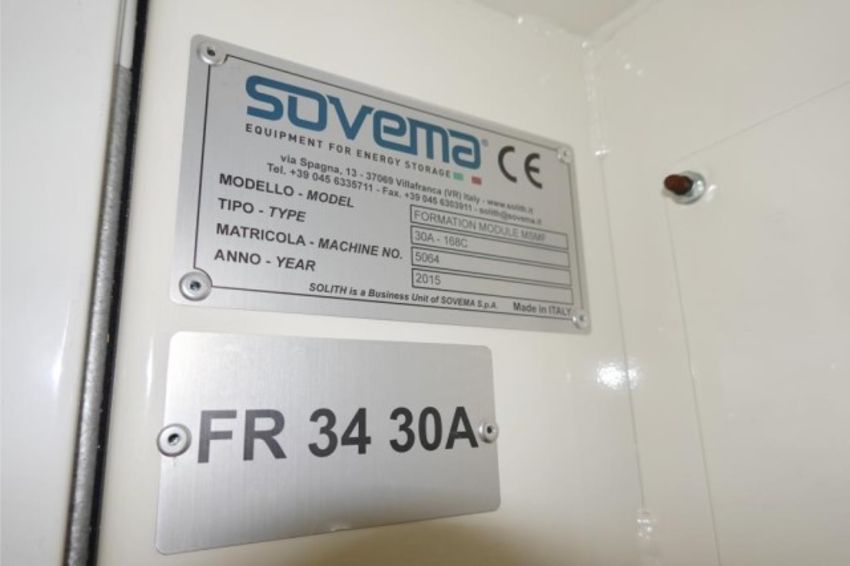 SOVEMA®
EQUIPMENT FOR ENERGY STORAGE
CE
via Spagna, 13 - 37069 Villafranca (VR) Italy - www.solith.it
Tel. +39 045 6335711 - Fax. +39 045 6303911 - solith@sovema.it
MODELLO - MODEL FORMATION MODULE MSMF
TIPO - TYPE 30A - 168C
MATRICOLA - MACHINE NO. 5064
ANNO - YEAR 2015
SOLITH is a Business Unit of SOVEMA S.p.A. Made in ITALY
FR 34 30A